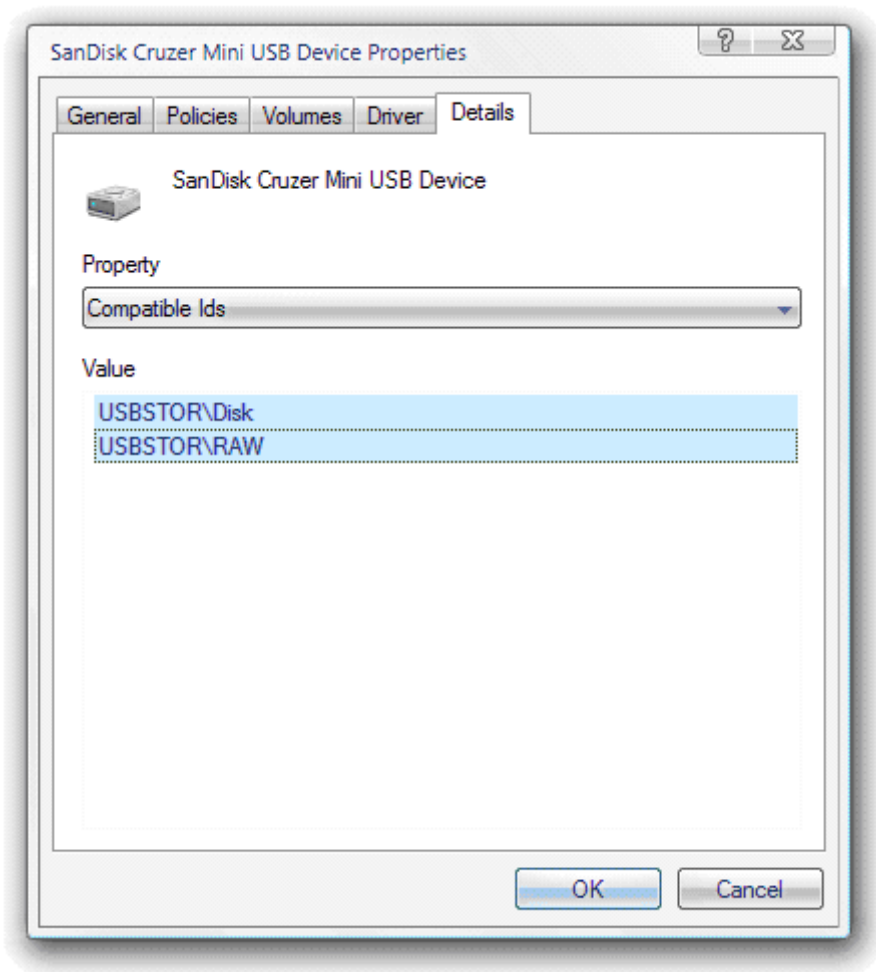 SanDisk Cruzer Mini USB Device Properties
General Policies Volumes Driver Details
SanDisk Cruzer Mini USB Device
Property
Compatible Ids
Value
USBSTOR\Disk
USBSTOR\RAW
OK Cancel